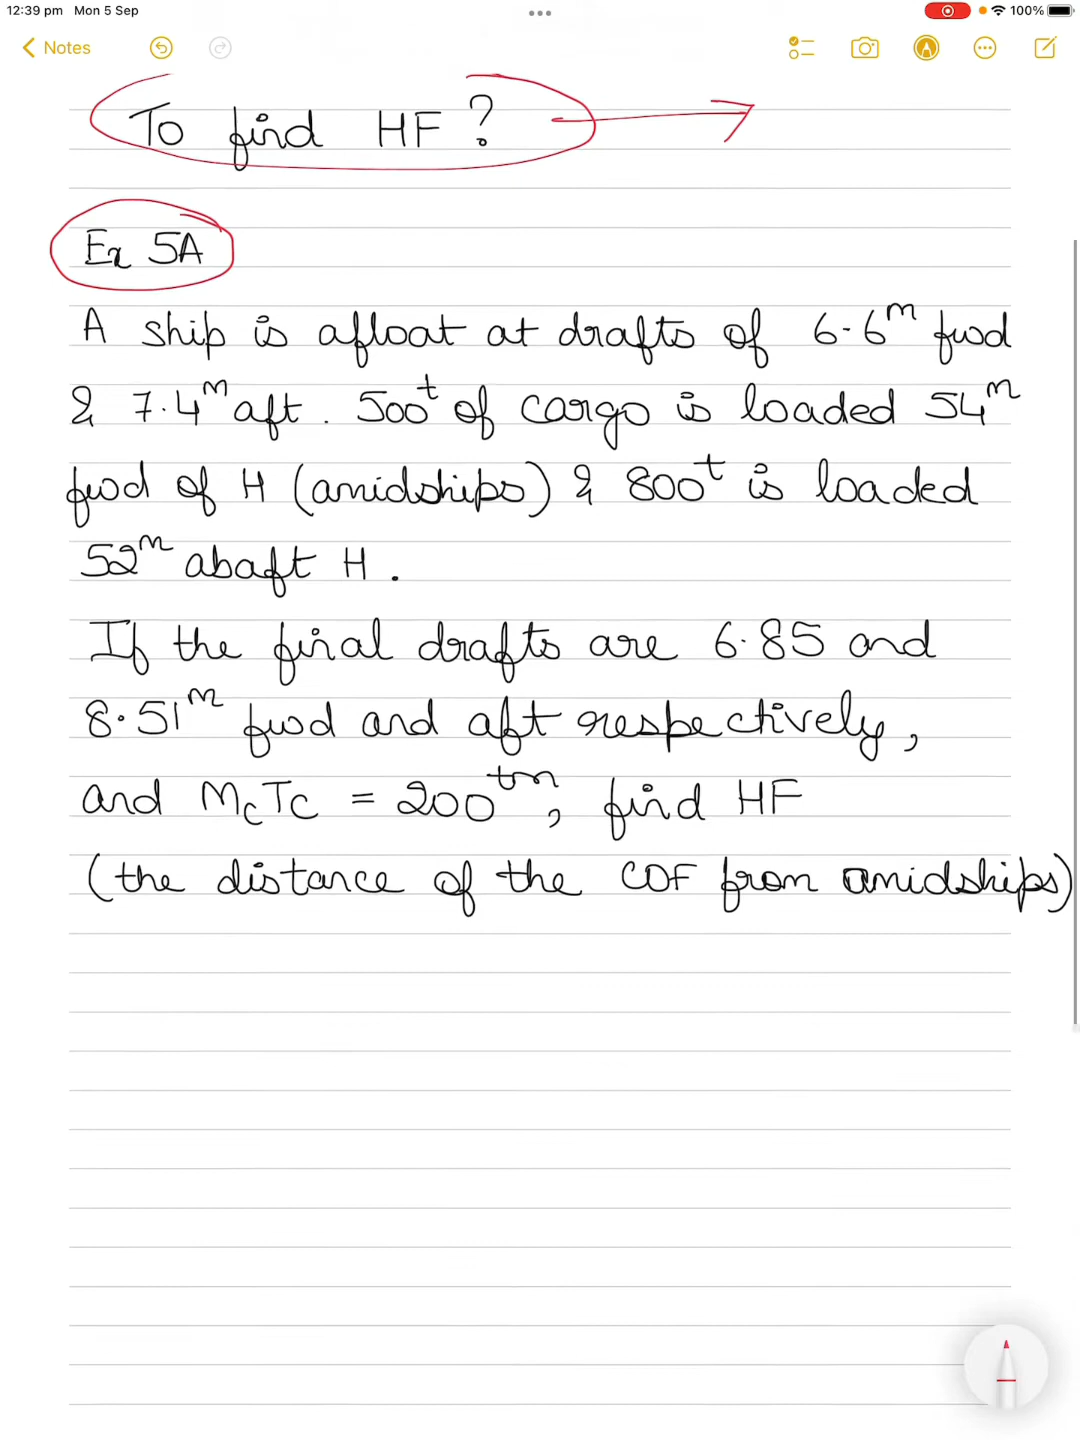 12:39 pm Mon 5 Sep
100%
Notes
To find HF ?
Ex 5A
A ship is afloat at drafts of 6.6m fwd
& 7.4m aft. 500t of cargo is loaded 54m
fwd of H (amidships) & 800t is loaded
52m abaft H.
If the final drafts are 6.85 and
8.51m fwd and aft respectively,
and MCTC = 200tm, find HF
(the distance of the COF from amidships)